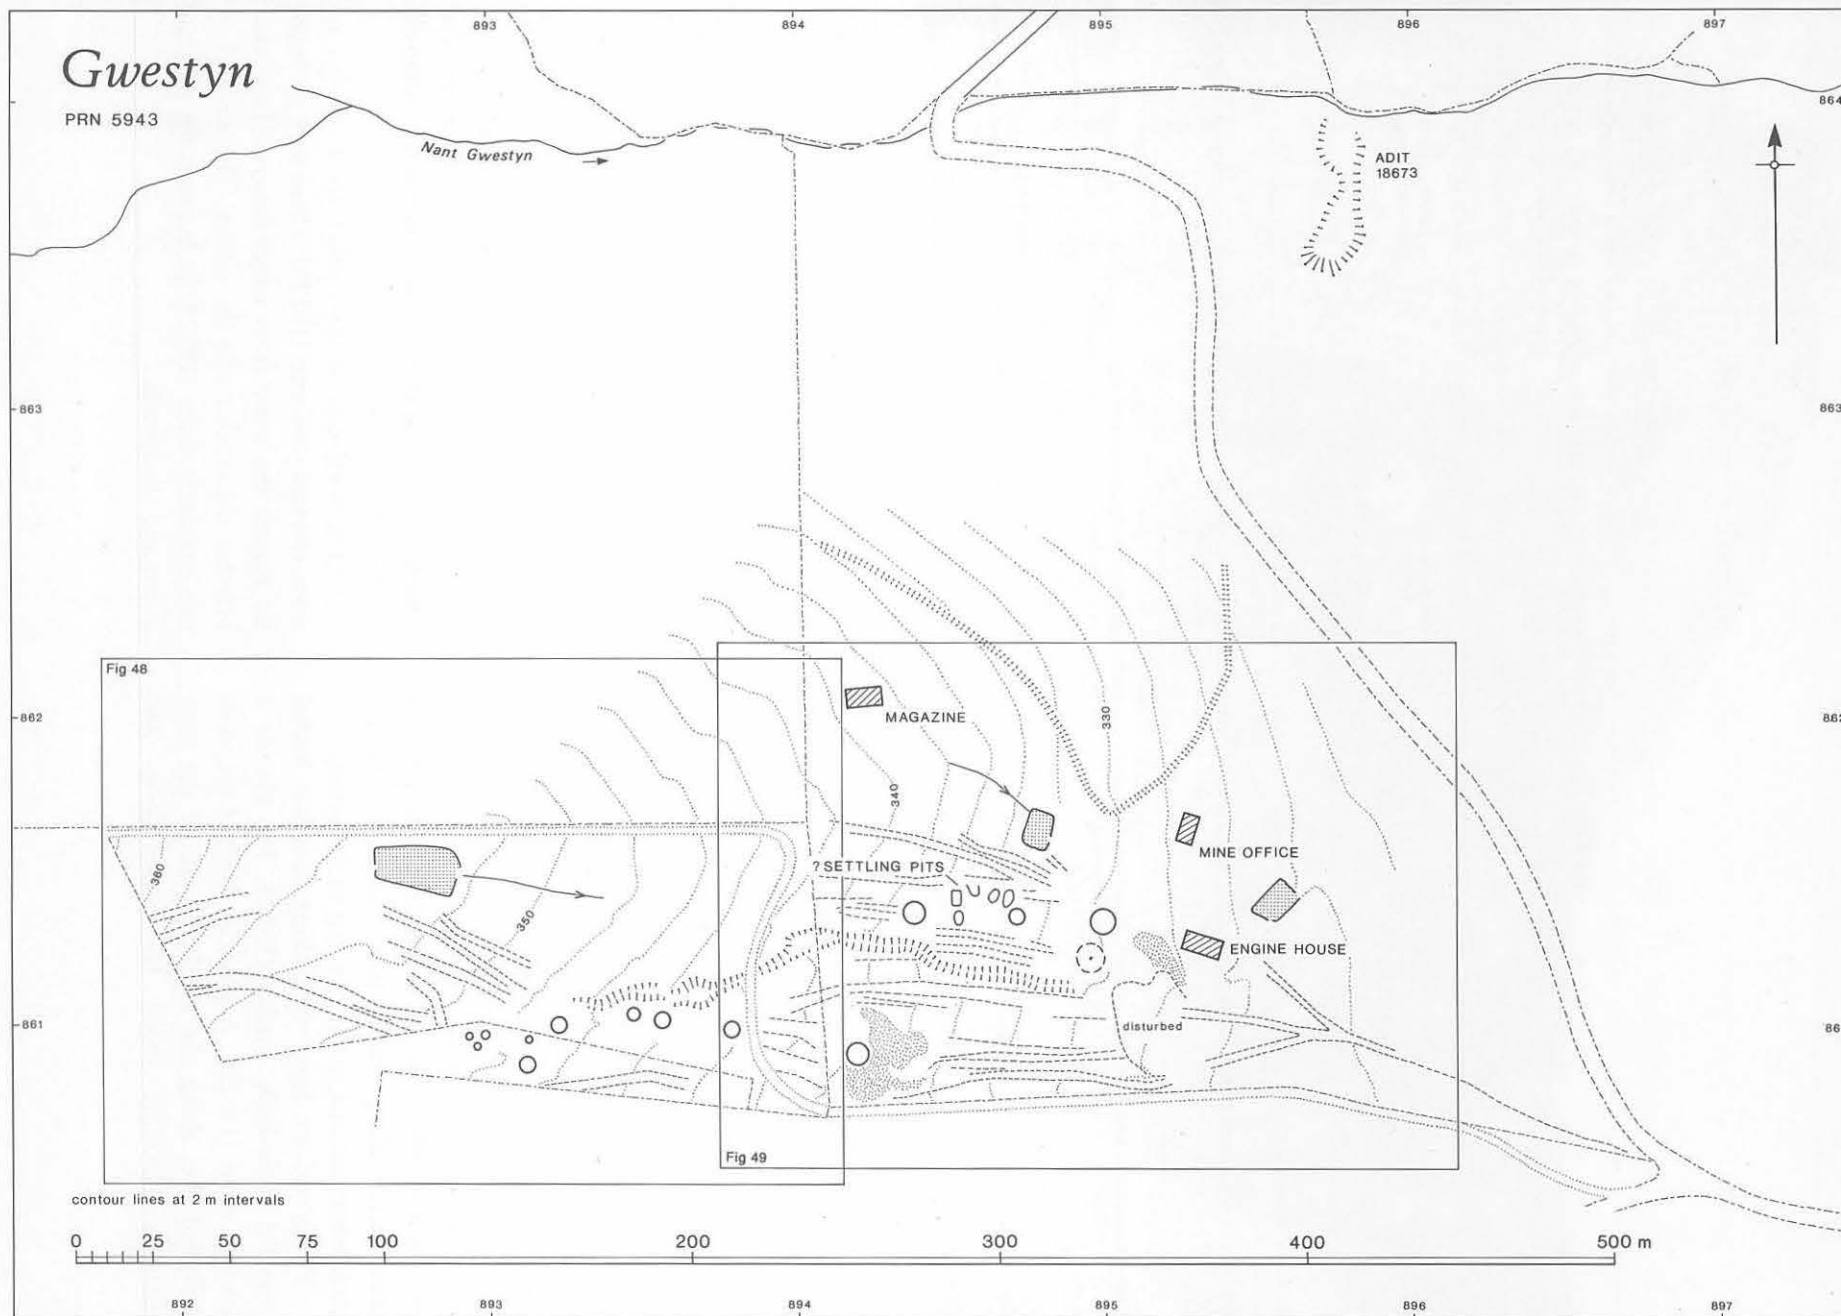 893
894
895
896
897
Gwestyn
PRN 5943
864
Nant Gwestyn
ADIT
18673
863
863
Fig 48
862
MAGAZINE
330
862
340
360
? SETTLING PITS
MINE OFFICE
350
ENGINE HOUSE
861
disturbed
Fig 49
contour lines at 2 m intervals
0 25 50 75 100 200 300 400 500 m
892
893
894
895
896
897